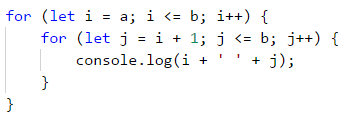 for (let i = a; i <= b; i++) {
    for (let j = i + 1; j <= b; j++) {
        console.log(i + ' ' + j);
    }
}